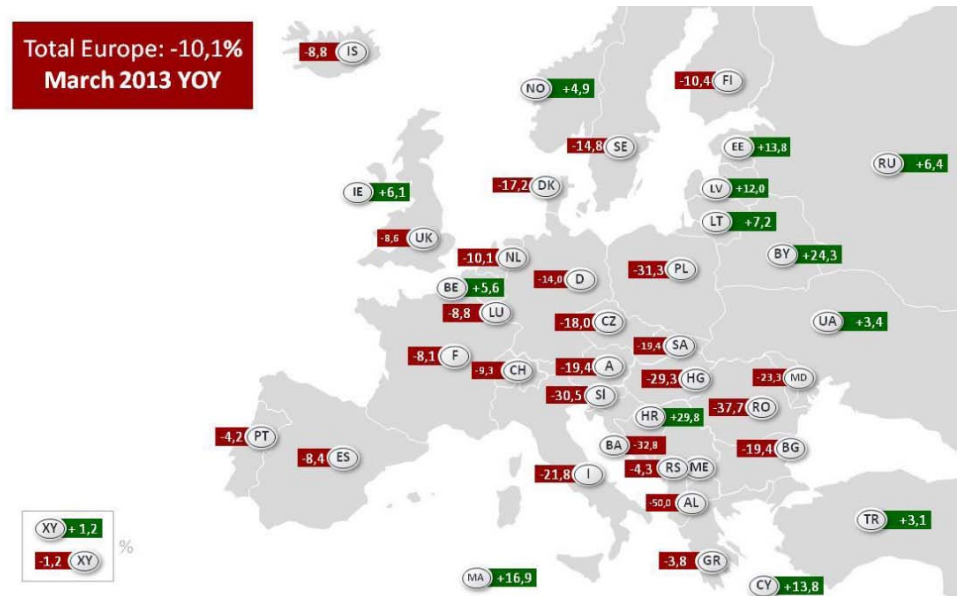 Total Europe: -10,1%
March 2013 YOY
-8,8 IS
NO +4,9
-10,4 FI
-14,8 SE
EE +13,8
RU +6,4
IE +6,1
-17,2 DK
LV +12,0
LT +7,2
-8,6 UK
-10,1 NL
BY +24,3
BE +5,6
-14,0 D
-31,3 PL
-8,8 LU
-18,0 CZ
UA +3,4
-8,1 F
-9,3 CH
-19,4 SA
-19,4 A
-29,3 HG
-23,3 MD
-30,5 SI
HR +29,8
-37,7 RO
-4,2 PT
-8,4 ES
BA -32,8
-19,4 BG
-21,8 I
-4,3 RS ME
-50,0 AL
XY + 1,2
-1,2 XY
%
TR +3,1
-3,8 GR
MA +16,9
CY +13,8